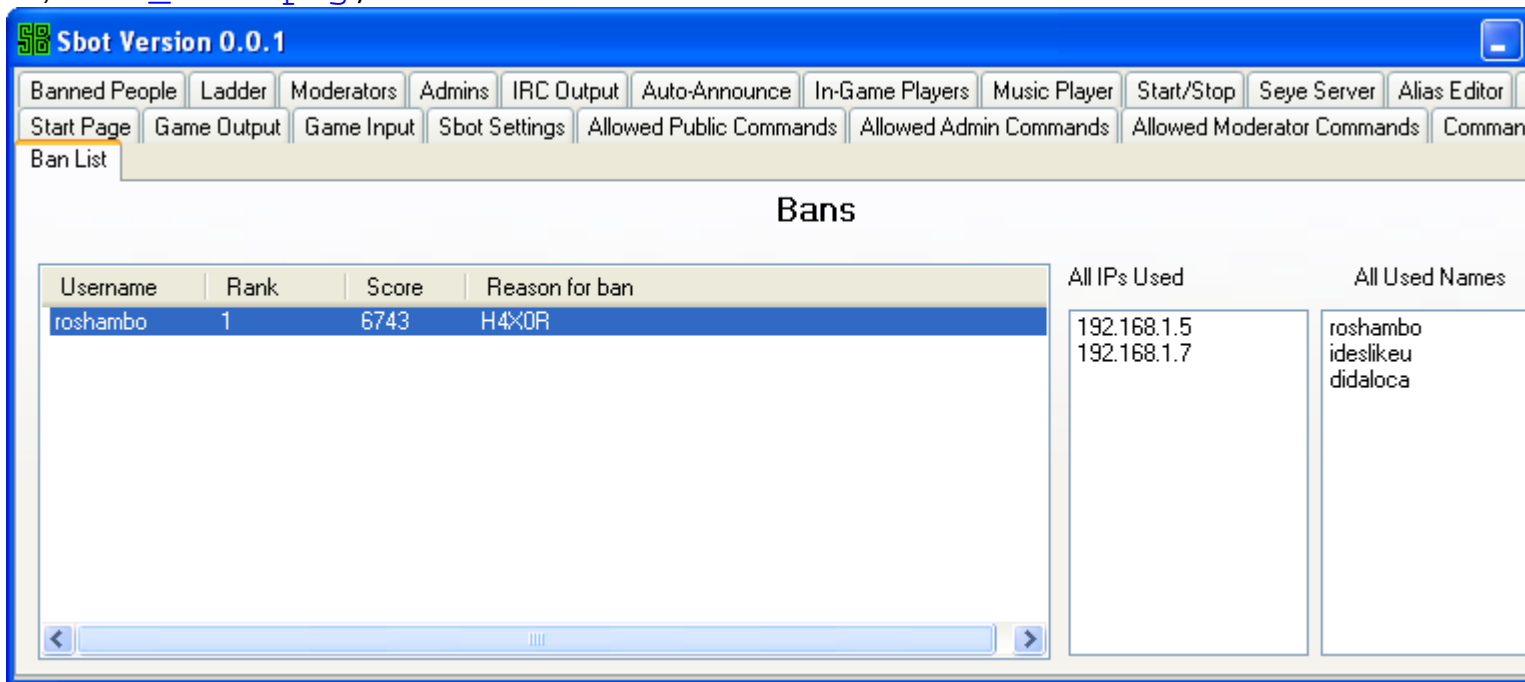 Sbot Version 0.0.1
Banned People Ladder Moderators Admins IRC Output Auto-Announce In-Game Players Music Player Start/Stop Seye Server Alias Editor
Start Page Game Output Game Input Sbot Settings Allowed Public Commands Allowed Admin Commands Allowed Moderator Commands Comman
Ban List
Bans
Username Rank Score Reason for ban
roshambo 1 6743 H4X0R
All IPs Used
192.168.1.5
192.168.1.7
All Used Names
roshambo
ideslikeu
didaloca